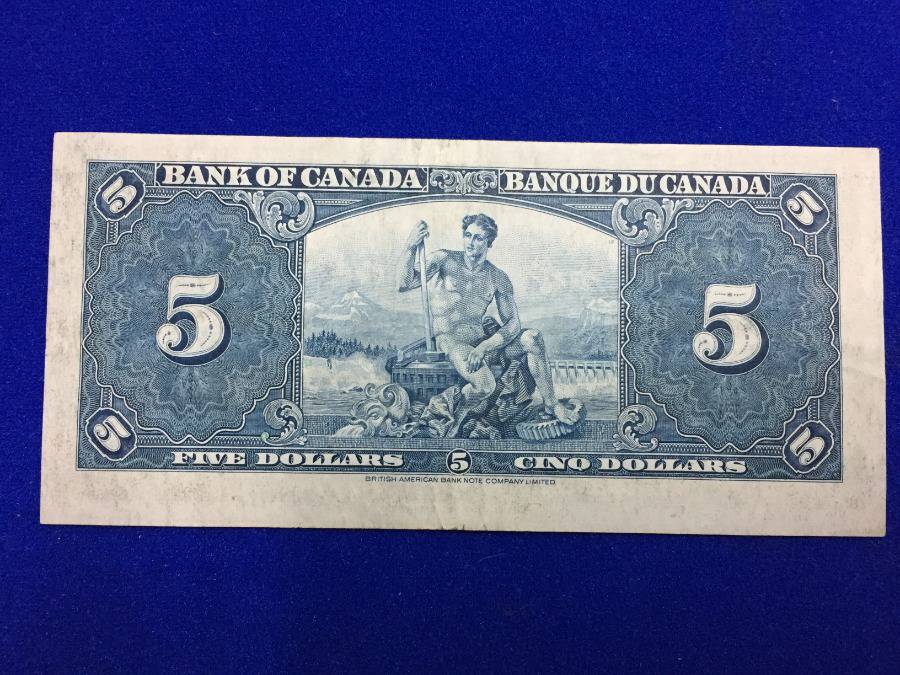 BANK OF CANADA BANQUE DU CANADA
5 5
5 5
5 5
FIVE DOLLARS 5 CINQ DOLLARS
BRITISH AMERICAN BANK NOTE COMPANY LIMITED